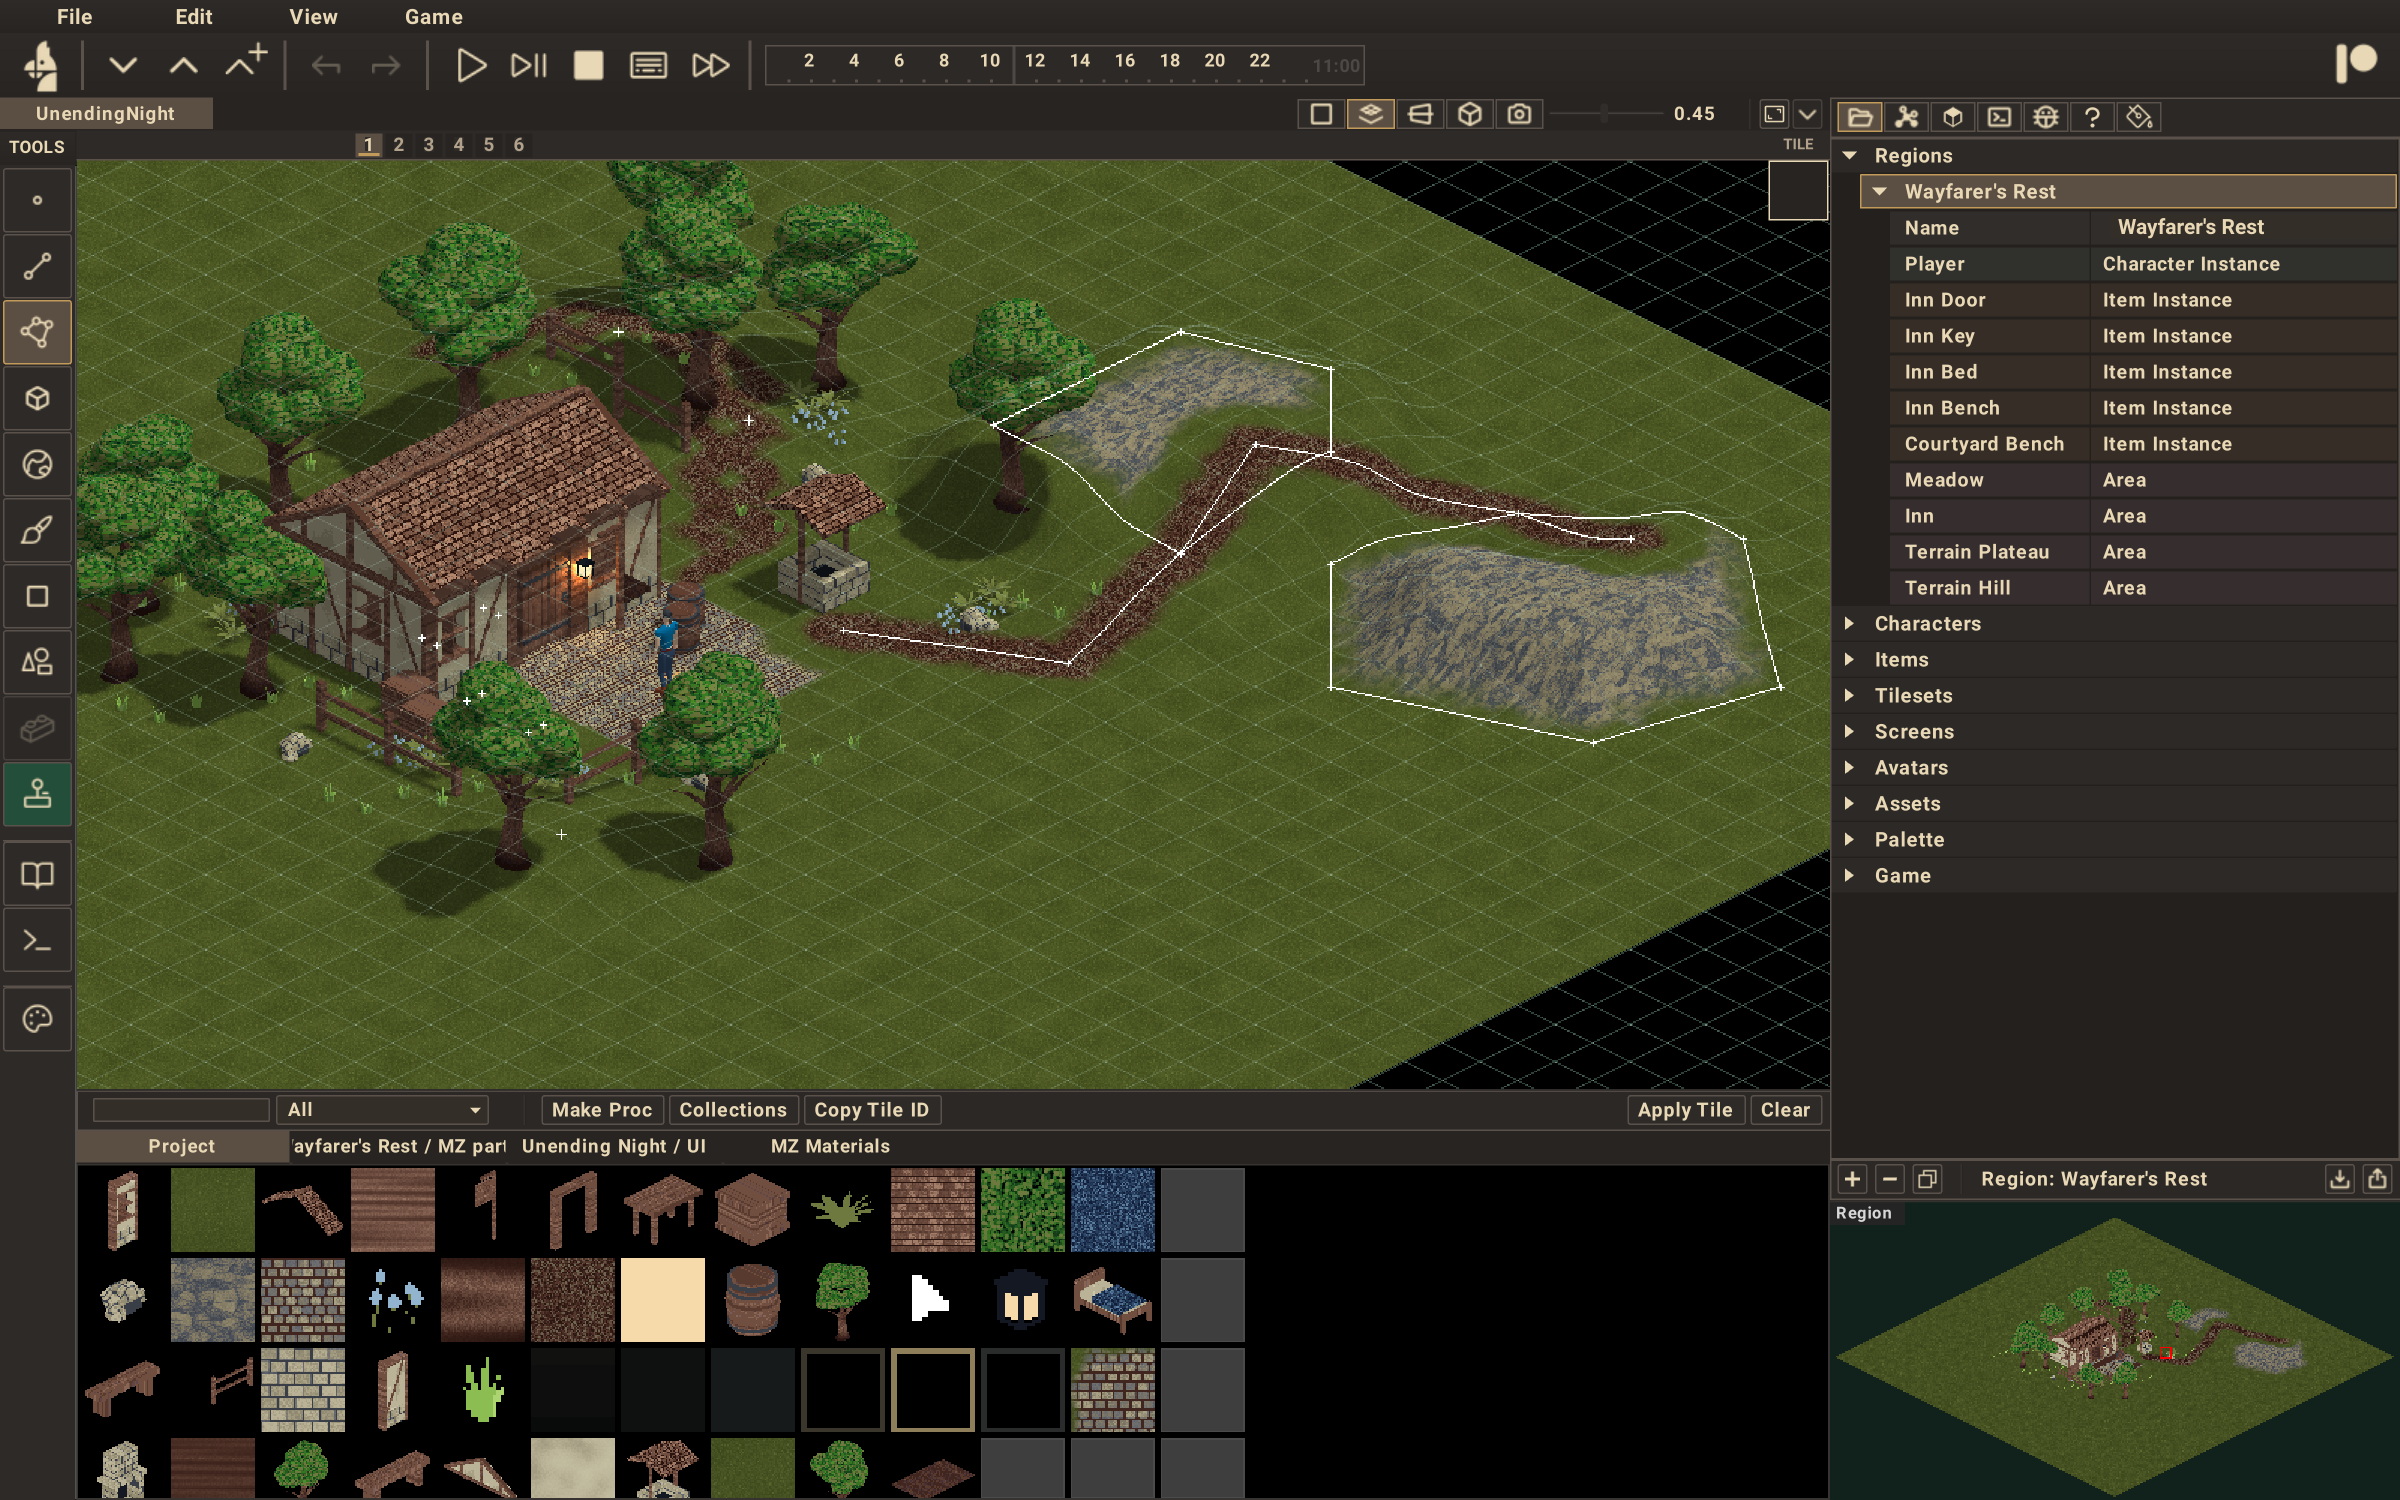 File Edit View Game
2 4 6 8 10 12 14 16 18 20 22 11:00
UnendingNight
0.45
TOOLS
1 2 3 4 5 6
TILE
Regions
Wayfarer's Rest
Name Wayfarer's Rest
Player Character Instance
Inn Door Item Instance
Inn Key Item Instance
Inn Bed Item Instance
Inn Bench Item Instance
Courtyard Bench Item Instance
Meadow Area
Inn Area
Terrain Plateau Area
Terrain Hill Area
Characters
Items
Tilesets
Screens
Avatars
Assets
Palette
Game
All Make Proc Collections Copy Tile ID Apply Tile Clear
Project ayfarer's Rest / MZ part Unending Night / UI MZ Materials
Region: Wayfarer's Rest
Region